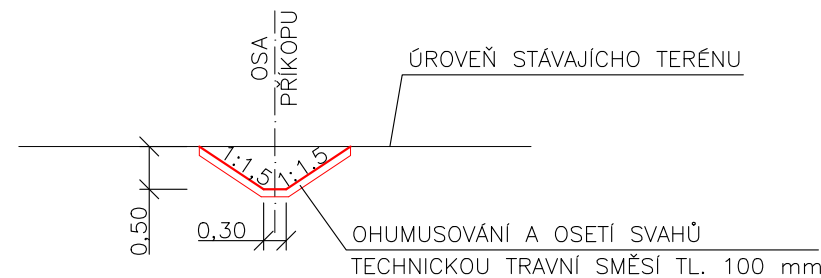 OSA
PŘÍKOPU
ÚROVEŇ STÁVAJÍCHO TERÉNU
1:1.5
1:1.5
0,50
0,30
OHUMUSOVÁNÍ A OSETÍ SVAHŮ
TECHNICKOU TRAVNÍ SMĚSÍ TL. 100 mm